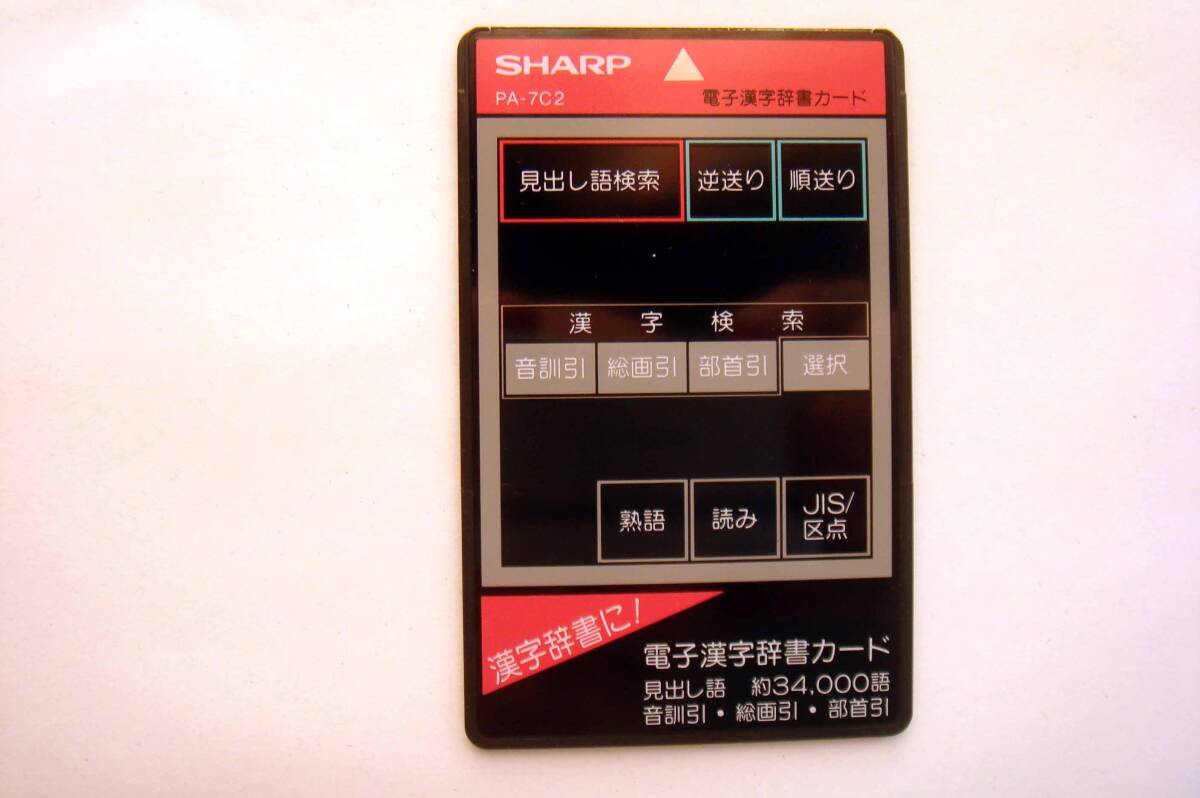 SHARP
PA-7C2 電子漢字辞書カード
見出し語検索 逆送り 順送り
漢字検索
音訓引 総画引 部首引 選択
熟語 読み JIS/
区点
漢字辞書に!
電子漢字辞書カード
見出し語 約34,000語
音訓引・総画引・部首引